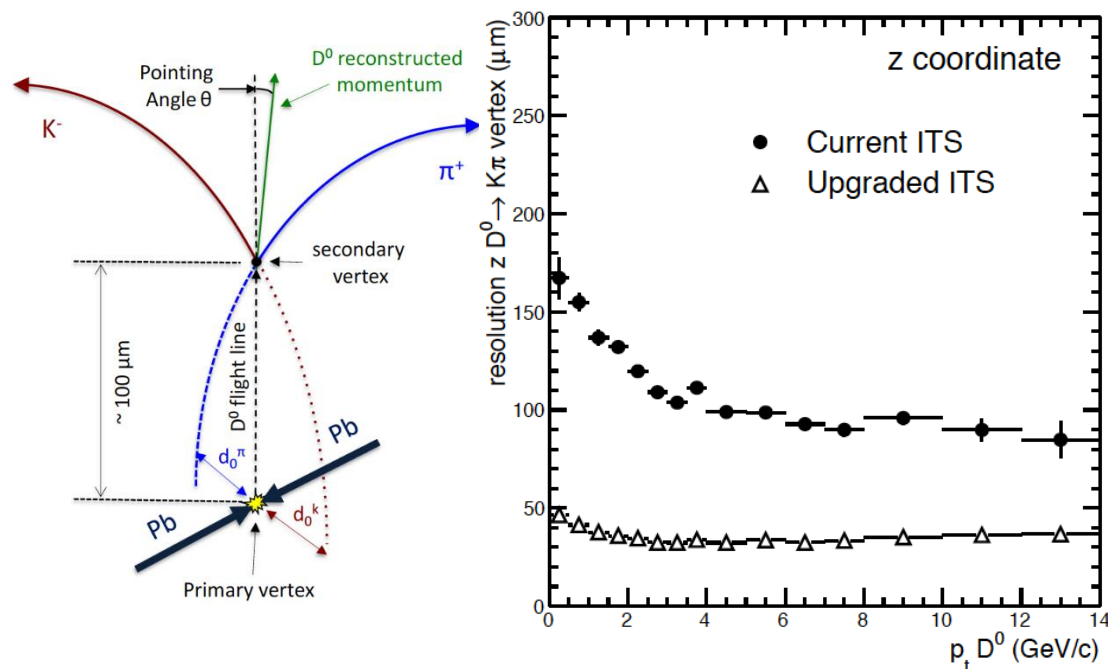 Pointing
Angle θ
D⁰ reconstructed
momentum
K⁻
π⁺
secondary
vertex
~ 100 μm
D⁰ flight line
d₀^π
Pb
Pb
d₀^k
Primary vertex
resolution z D⁰→ Kπ vertex (μm)
z coordinate
Current ITS
Upgraded ITS
300
250
200
150
100
50
0
0 2 4 6 8 10 12 14
p_t D⁰ (GeV/c)